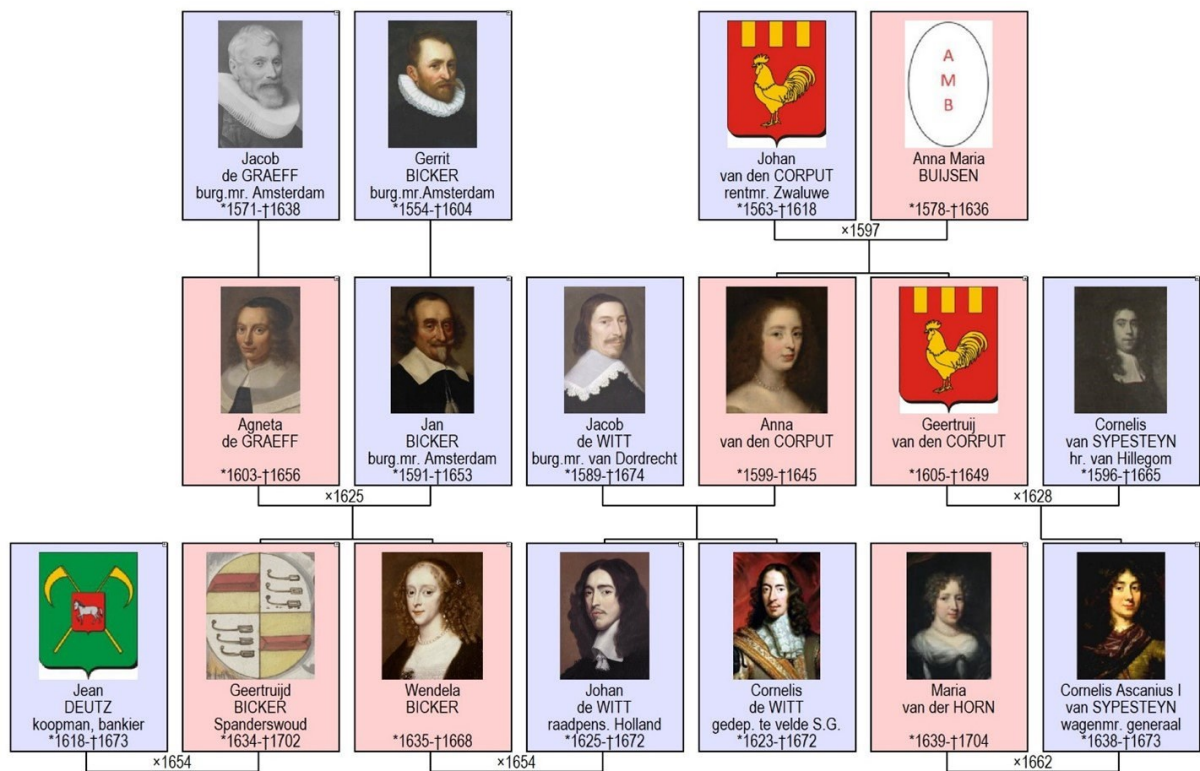 Jacob
de GRAEFF
burg.mr. Amsterdam
*1571-†1638
Gerrit
BICKER
burg.mr.Amsterdam
*1554-†1604
Johan
van den CORPUT
rentmr. Zwaluwe
*1563-†1618
A
M
B
Anna Maria
BUIJSEN
*1578-†1636
×1597
Agneta
de GRAEFF
*1603-†1656
Jan
BICKER
burg.mr. Amsterdam
*1591-†1653
Jacob
de WITT
burg.mr. van Dordrecht
*1589-†1674
Anna
van den CORPUT
*1599-†1645
Geertruij
van den CORPUT
*1605-†1649
Cornelis
van SYPESTEYN
hr. van Hillegom
*1596-†1665
×1625
×1628
Jean
DEUTZ
koopman, bankier
*1618-†1673
Geertruijd
BICKER
Spanderswoud
*1634-†1702
Wendela
BICKER
*1635-†1668
Johan
de WITT
raadpens. Holland
*1625-†1672
Cornelis
de WITT
gedep. te velde S.G.
*1623-†1672
Maria
van der HORN
*1639-†1704
Cornelis Ascanius I
van SYPESTEYN
wagenmr. generaal
*1638-†1673
×1654
×1654
×1662